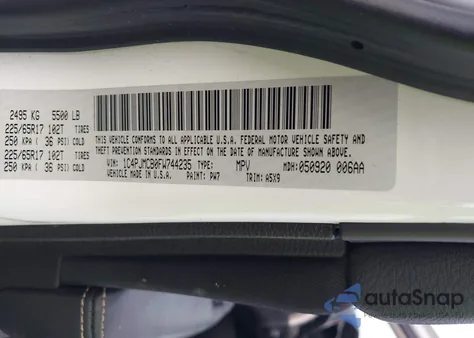 2495 KG 5500 LB
225/65R17 102T TIRES
250 KPA ( 36 PSI) COLD
225/65R17 102T TIRES
250 KPA ( 36 PSI) COLD
THIS VEHICLE CONFORMS TO ALL APPLICABLE U.S.A. FEDERAL MOTOR VEHICLE SAFETY AND
THEFT PREVENTION STANDARDS IN EFFECT ON THE DATE OF MANUFACTURE SHOWN ABOVE.
VIN: 1C4PJMCB0FW744235 TYPE: MPV MDH: 050920 006AA
VEHICLE MADE IN U.S.A. PAINT: PW7 TRIM: A5X9
autoSnap